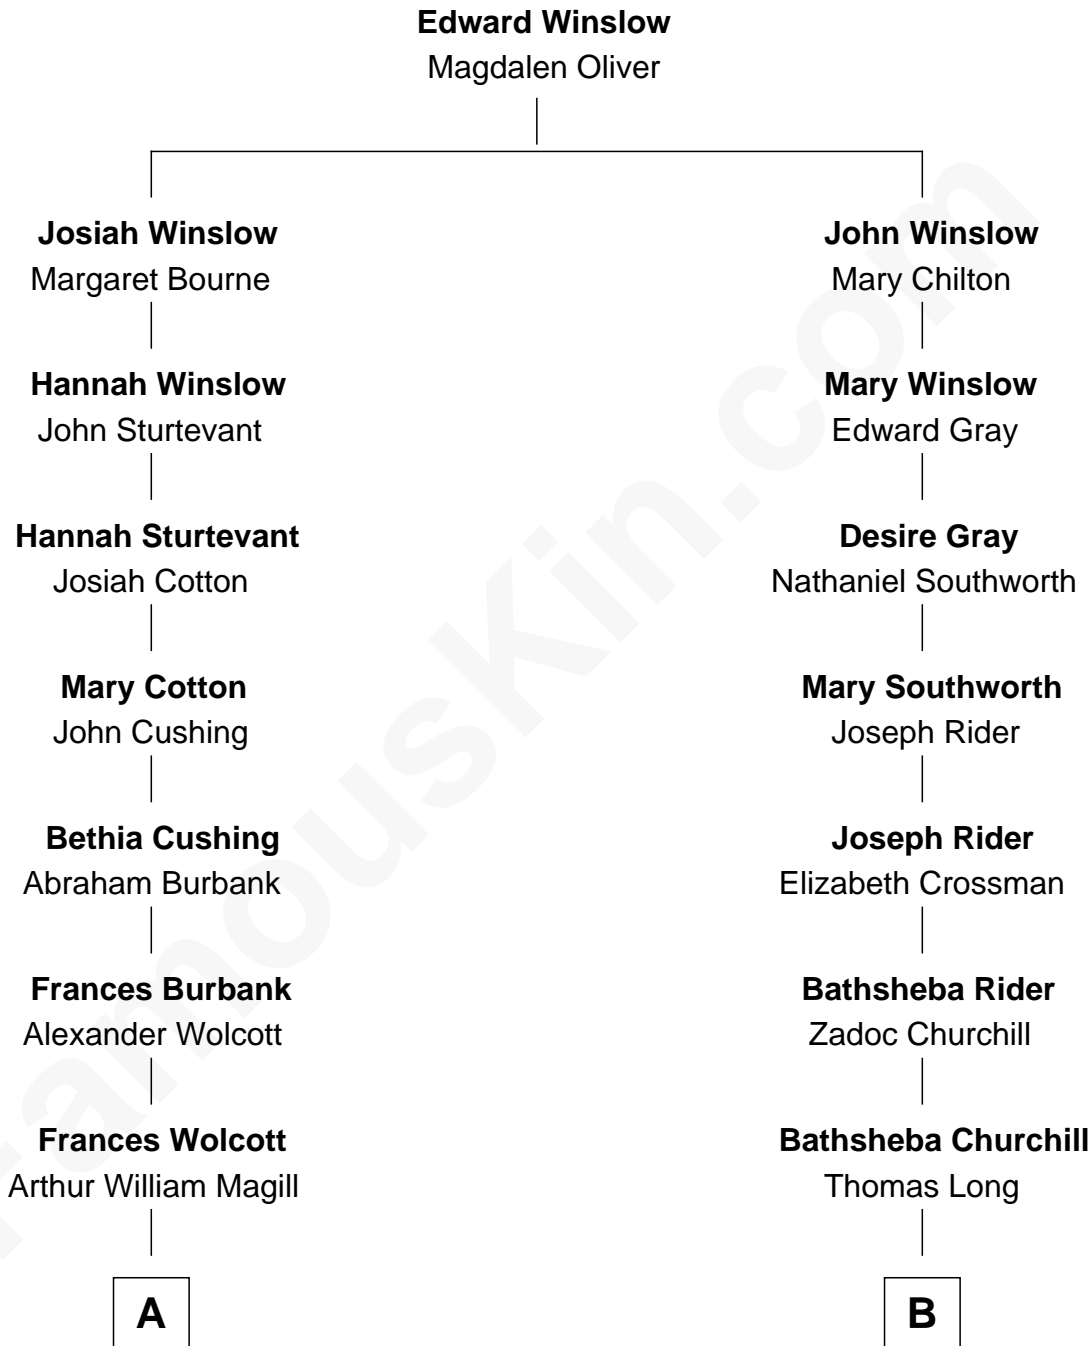 Edward Winslow
Magdalen Oliver
Josiah Winslow
Margaret Bourne
Hannah Winslow
John Sturtevant
Hannah Sturtevant
Josiah Cotton
Mary Cotton
John Cushing
Bethia Cushing
Abraham Burbank
Frances Burbank
Alexander Wolcott
Frances Wolcott
Arthur William Magill
A
John Winslow
Mary Chilton
Mary Winslow
Edward Gray
Desire Gray
Nathaniel Southworth
Mary Southworth
Joseph Rider
Joseph Rider
Elizabeth Crossman
Bathsheba Rider
Zadoc Churchill
Bathsheba Churchill
Thomas Long
B
FamousKin.com